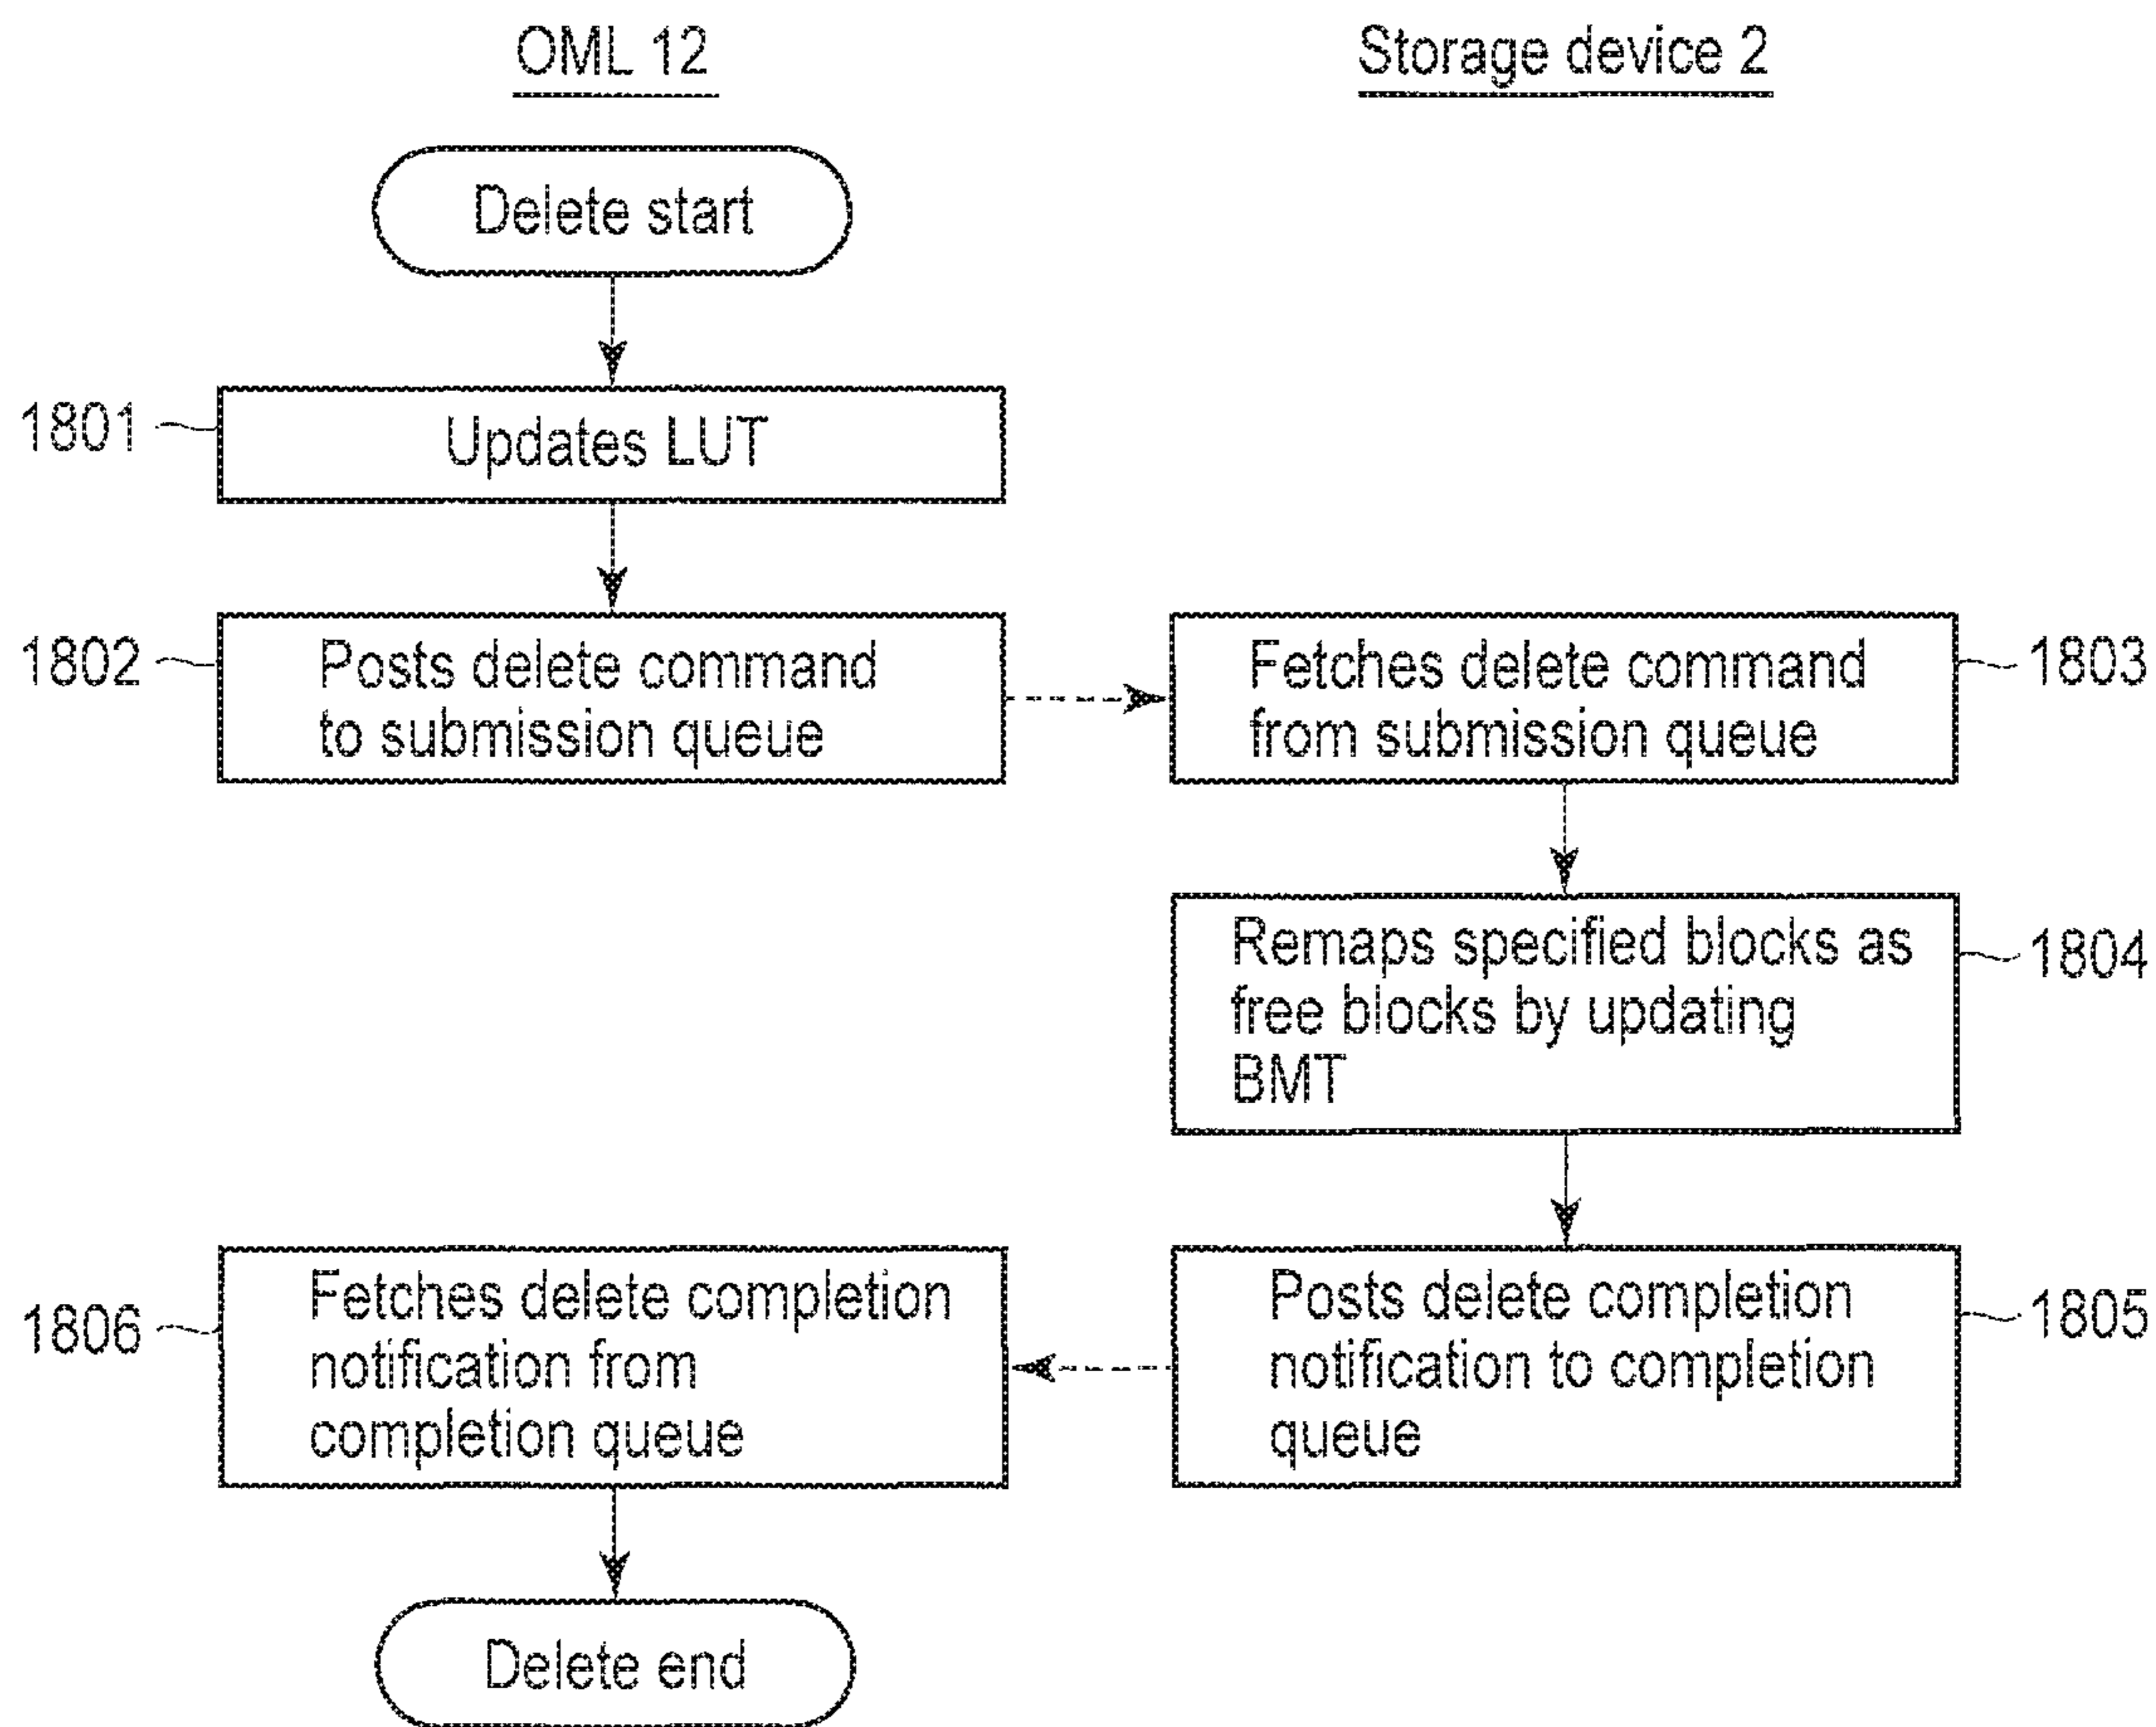 OML 12
Storage device 2
Delete start
1801
Updates LUT
1802
Posts delete command
to submission queue
Fetches delete command
from submission queue
1803
Remaps specified blocks as
free blocks by updating
BMT
1804
1806
Fetches delete completion
notification from
completion queue
Posts delete completion
notification to completion
queue
1805
Delete end